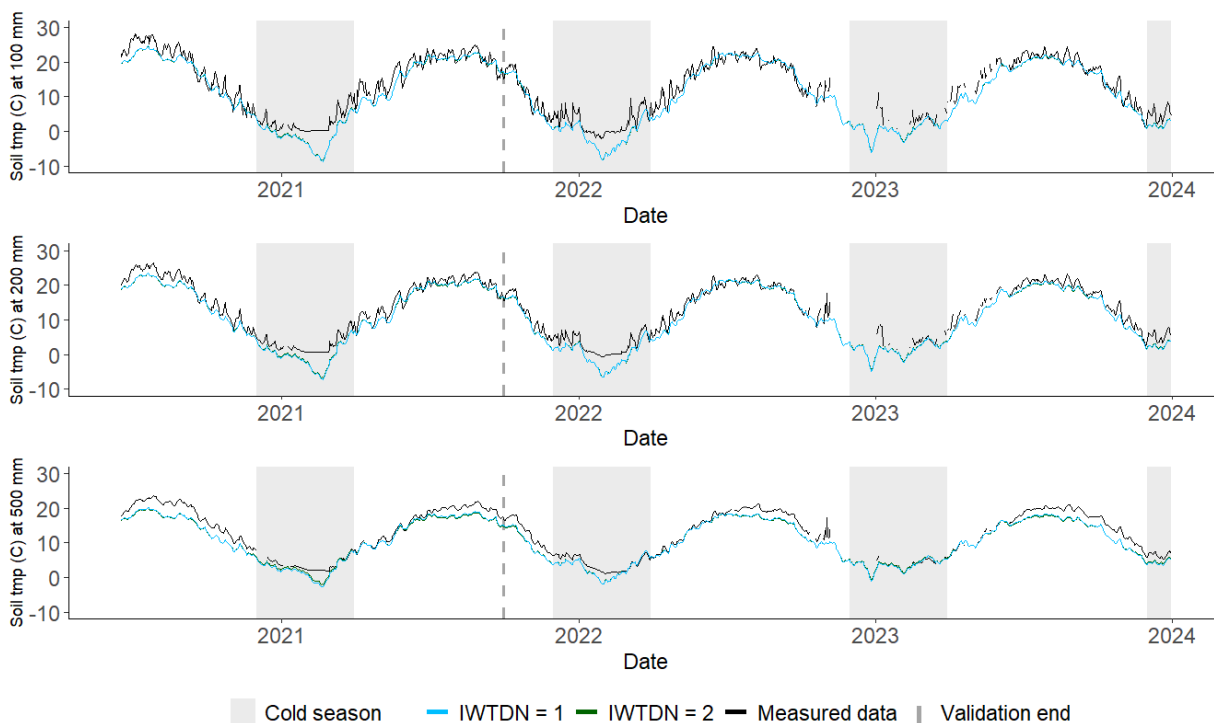 Soil tmp (C) at 100 mm
30
20
10
0
-10
2021 2022 2023 2024
Date
Soil tmp (C) at 200 mm
30
20
10
0
-10
2021 2022 2023 2024
Date
Soil tmp (C) at 500 mm
30
20
10
0
-10
2021 2022 2023 2024
Date
Cold season IWTDN = 1 IWTDN = 2 Measured data Validation end